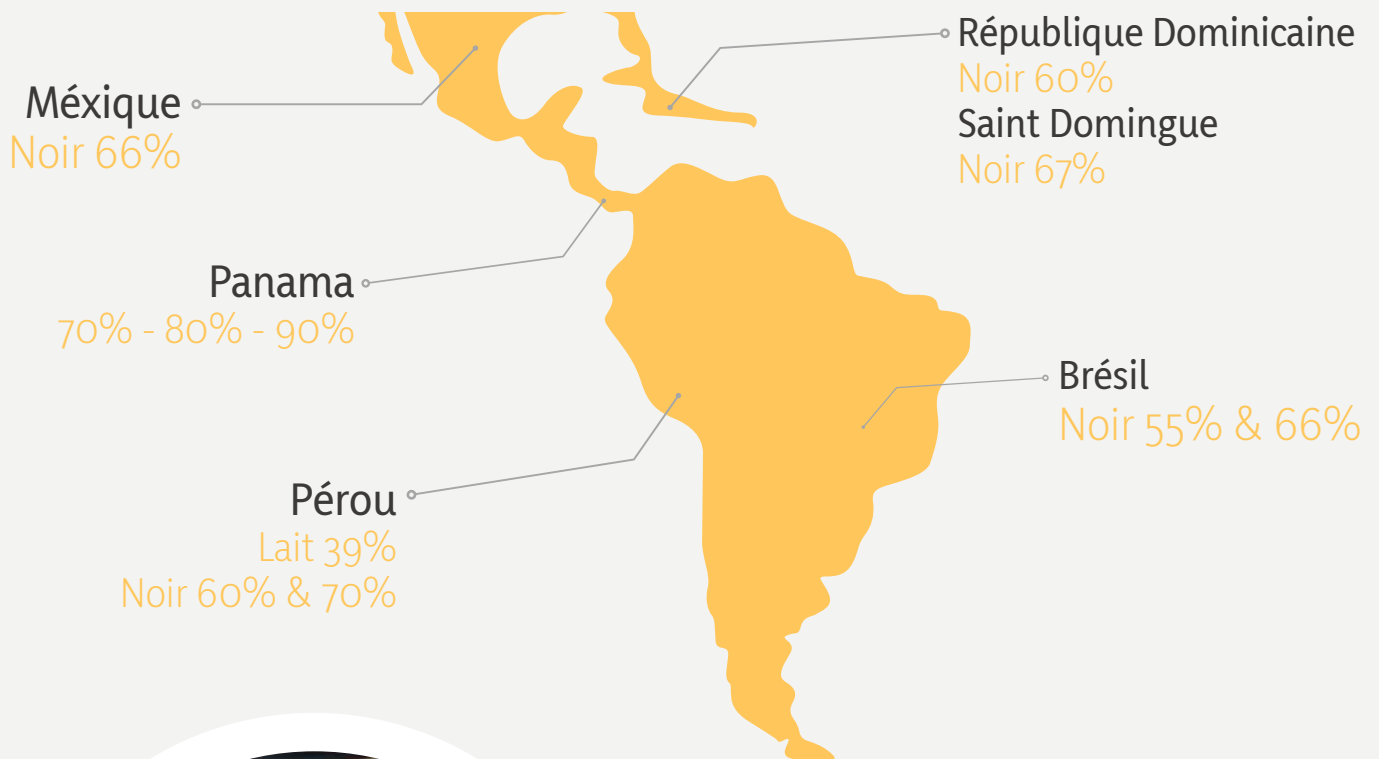 République Dominicaine
Noir 60%
Saint Domingue
Noir 67%
Méxique
Noir 66%
Panama
70% - 80% - 90%
Brésil
Noir 55% & 66%
Pérou
Lait 39%
Noir 60% & 70%